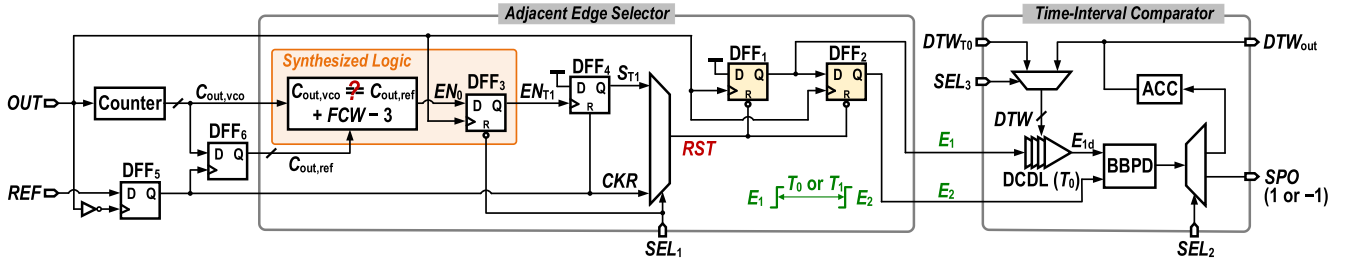 Adjacent Edge Selector
Time-Interval Comparator
Synthesized Logic
OUT
Counter
C_out,vco
C_out,vco =? C_out,ref
+ FCW – 3
EN_0
DFF_3
D Q
EN_T1
DFF_4
D Q
R
S_T1
DFF_1
D Q
R
DFF_2
D Q
R
DTW_T0
DTW_out
SEL_3
ACC
DTW
DFF_6
D Q
C_out,ref
REF
DFF_5
D Q
CKR
RST
E_1
E_2
E_1
T_0 or T_1
E_2
DCDL (T_0)
E_1d
BBPD
SPO
(1 or –1)
SEL_1
SEL_2